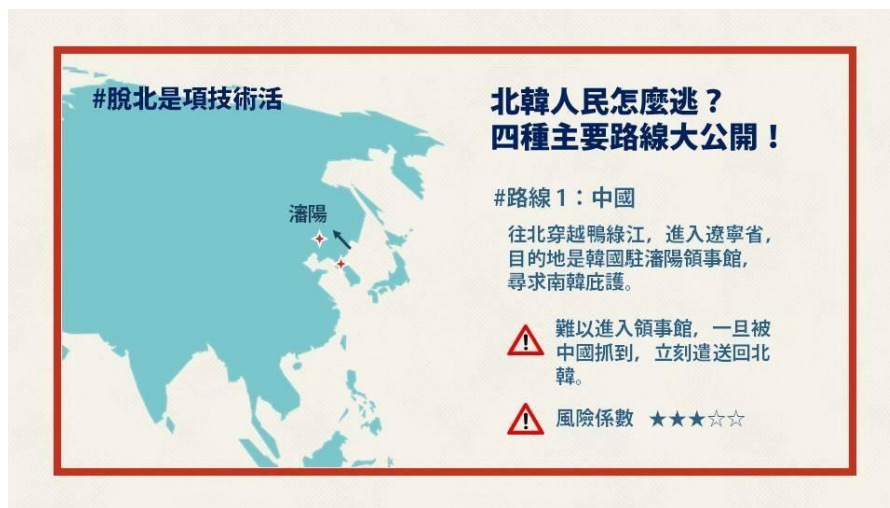 #脫北是項技術活
瀋陽
北韓人民怎麼逃？
四種主要路線大公開！
#路線1：中國
往北穿越鴨綠江，進入遼寧省，
目的地是韓國駐瀋陽領事館，
尋求南韓庇護。
難以進入領事館，一旦被
中國抓到，立刻遣送回北
韓。
風險係數 ★★★☆☆